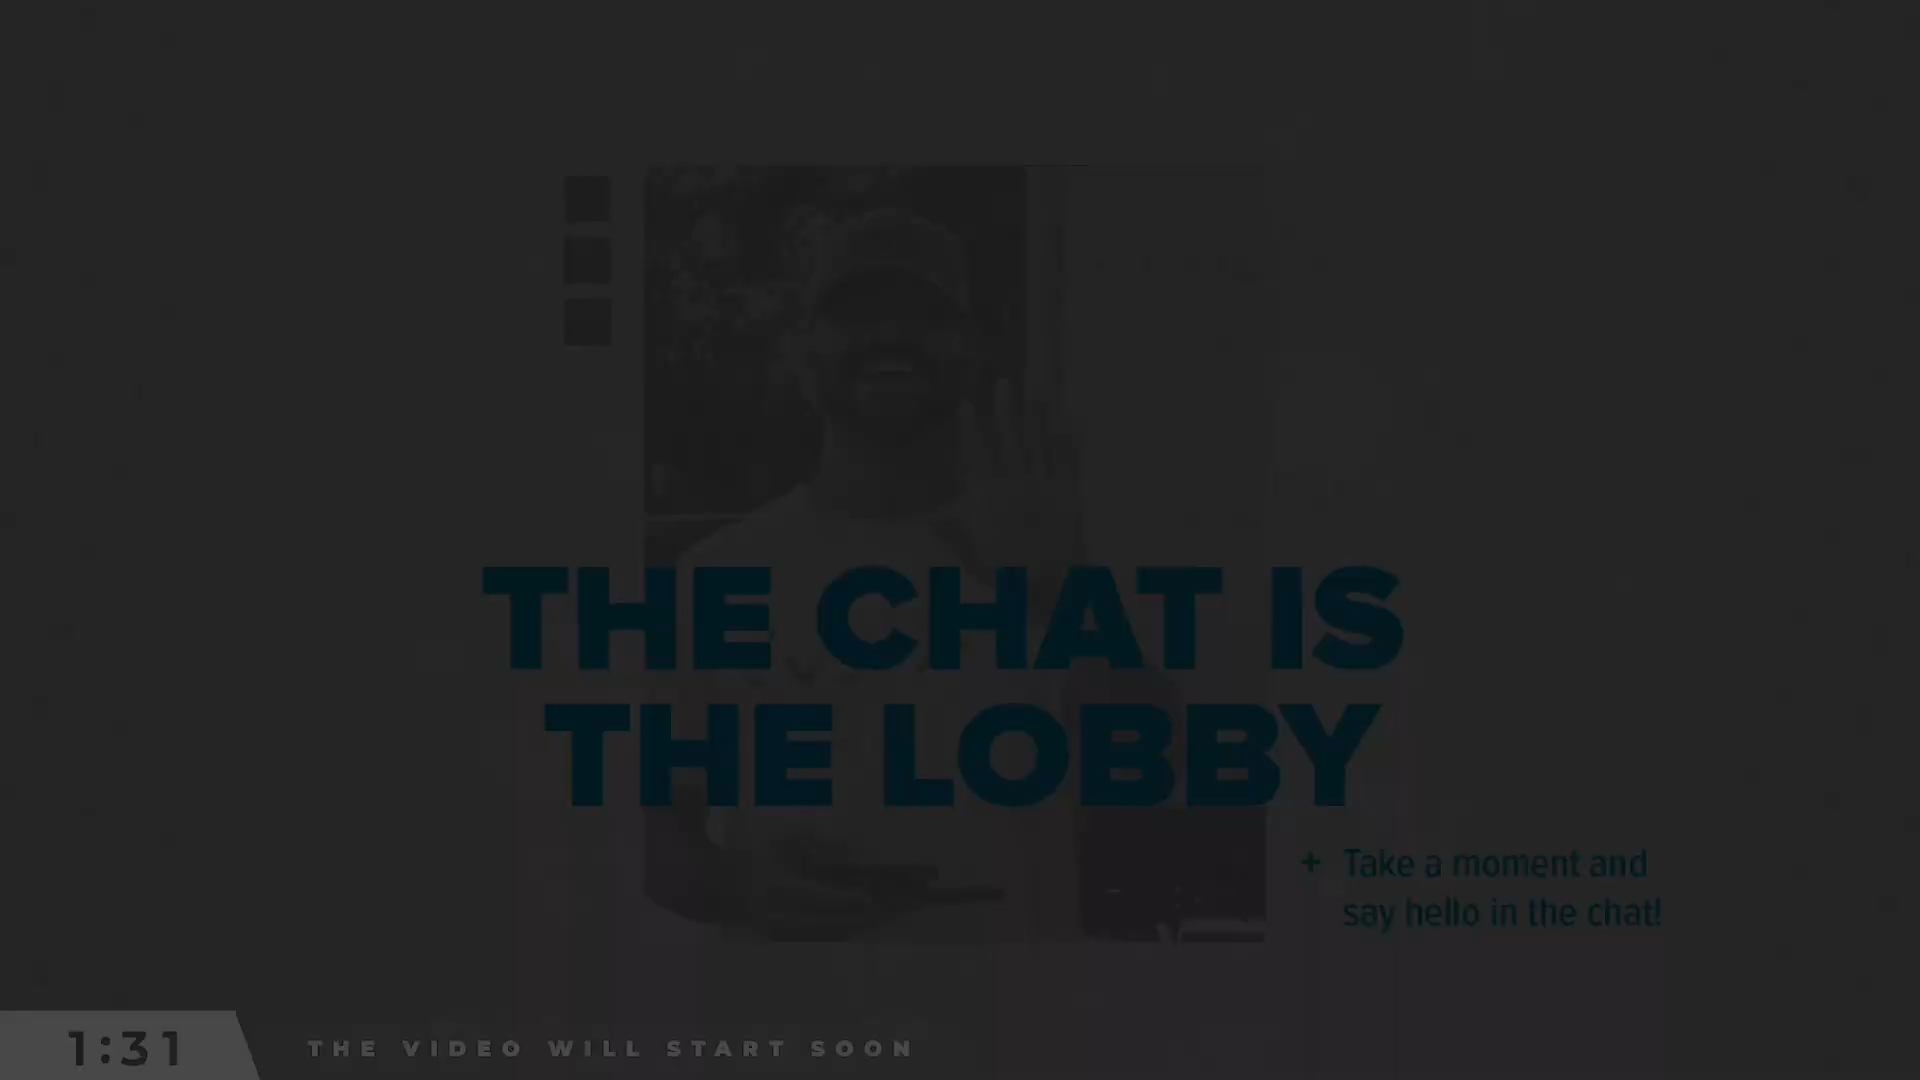 THE CHAT IS
THE LOBBY
+ Take a moment and
say hello in the chat!
1:31
THE VIDEO WILL START SOON